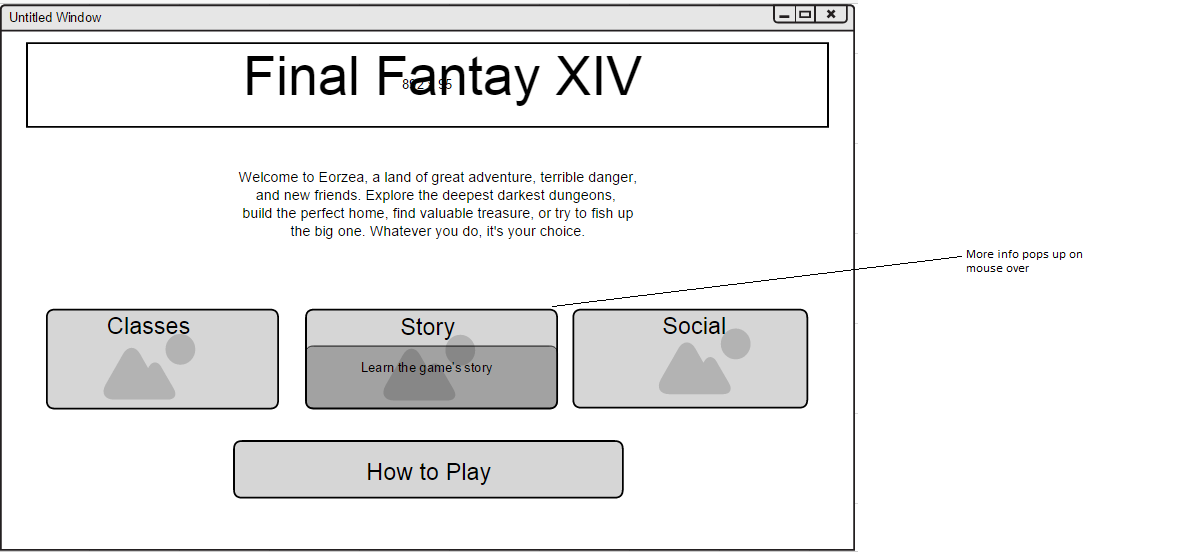 Untitled Window
Final Fantay XIV
Welcome to Eorzea, a land of great adventure, terrible danger,
and new friends. Explore the deepest darkest dungeons,
build the perfect home, find valuable treasure, or try to fish up
the big one. Whatever you do, it's your choice.
More info pops up on
mouse over
Classes
Story
Social
Learn the game's story
How to Play